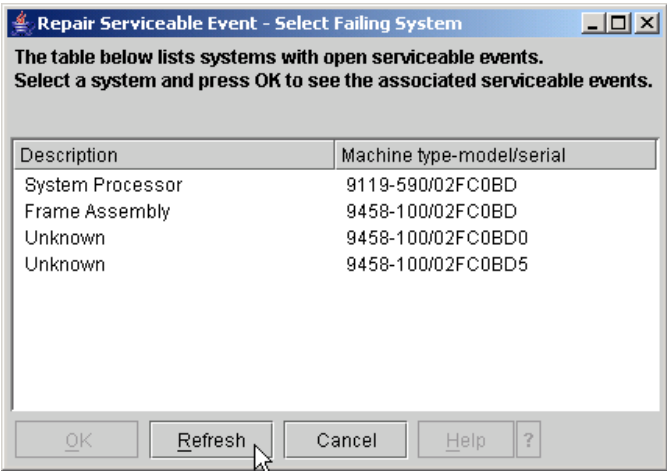 Repair Serviceable Event - Select Failing System
The table below lists systems with open serviceable events.
Select a system and press OK to see the associated serviceable events.
Description Machine type-model/serial
System Processor 9119-590/02FC0BD
Frame Assembly 9458-100/02FC0BD
Unknown 9458-100/02FC0BD0
Unknown 9458-100/02FC0BD5
OK Refresh Cancel Help ?